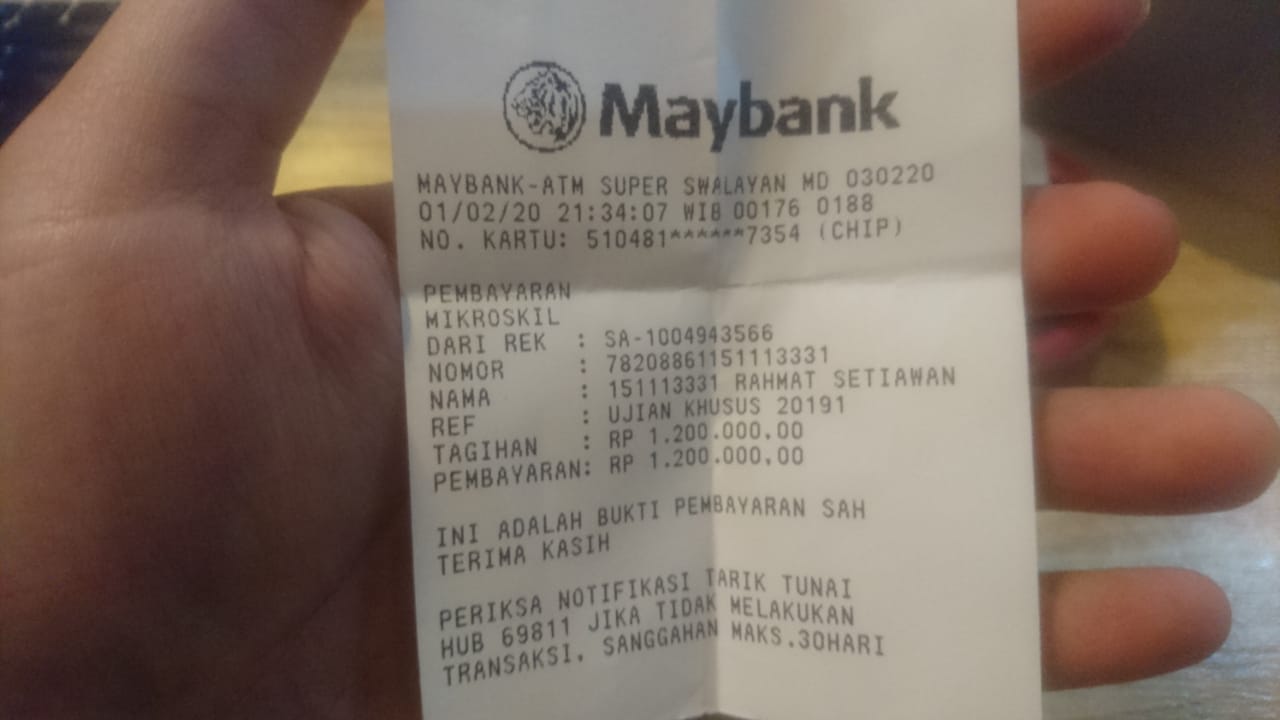 Maybank
MAYBANK-ATM SUPER SWALAYAN MD 030220
01/02/20 21:34:07 WIB 00176 0188
NO. KARTU: 510481******7354 (CHIP)
PEMBAYARAN
MIKROSKIL
DARI REK : SA-1004943566
NOMOR : 78208861151113331
NAMA : 151113331 RAHMAT SETIAWAN
REF : UJIAN KHUSUS 20191
TAGIHAN : RP 1.200.000,00
PEMBAYARAN: RP 1.200.000,00
INI ADALAH BUKTI PEMBAYARAN SAH
TERIMA KASIH
PERIKSA NOTIFIKASI TARIK TUNAI
HUB 69811 JIKA TIDAK MELAKUKAN
TRANSAKSI. SANGGAHAN MAKS.30HARI